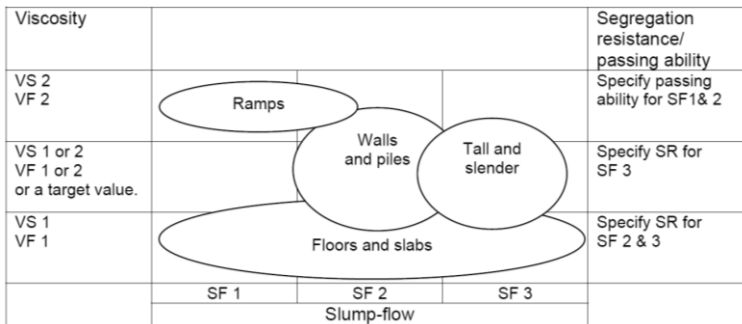 Viscosity
Segregation
resistance/
passing ability
VS 2
VF 2
Ramps
Specify passing
ability for SF1& 2
VS 1 or 2
VF 1 or 2
or a target value.
Walls
and piles
Tall and
slender
Specify SR for
SF 3
VS 1
VF 1
Floors and slabs
Specify SR for
SF 2 & 3
SF 1
SF 2
SF 3
Slump-flow